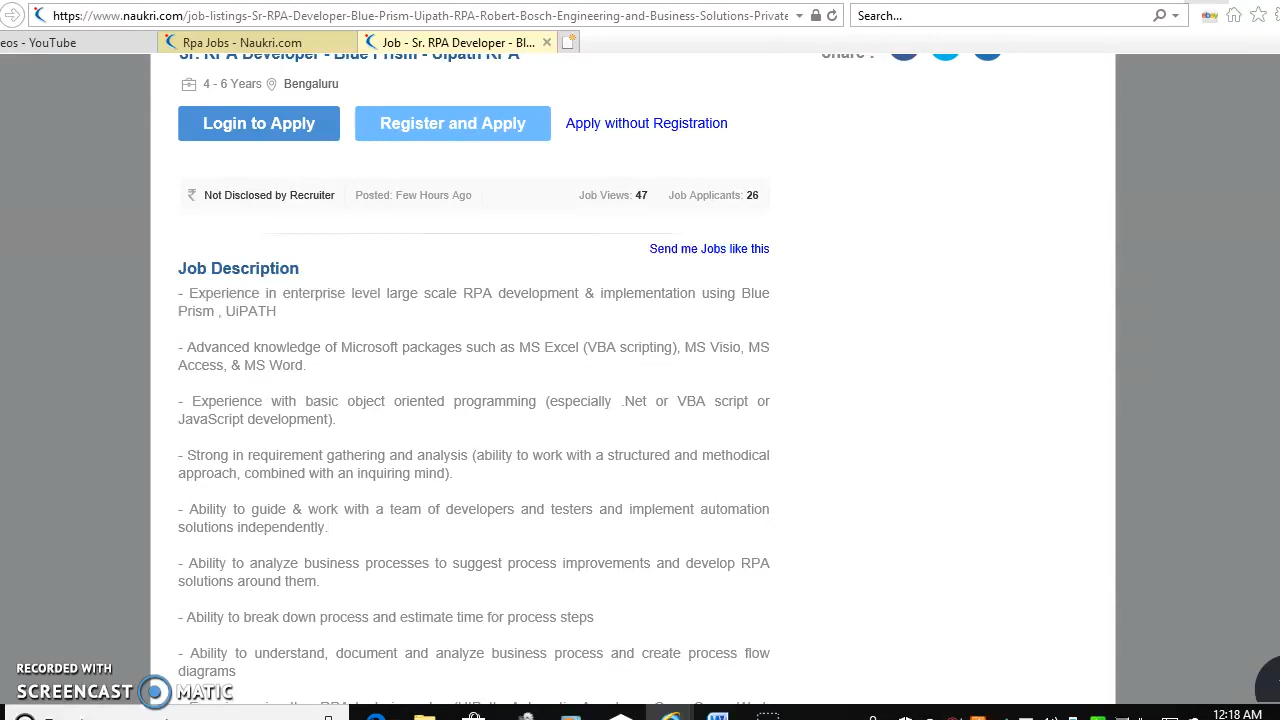 https://www.naukri.com/job-listings-Sr-RPA-Developer-Blue-Prism-Uipath-RPA-Robert-Bosch-Engineering-and-Business-Solutions-Private
Search...
ebay
eos - YouTube
Rpa Jobs - Naukri.com
Job - Sr. RPA Developer - Bl...
Sr. RPA Developer - Blue Prism - Uipath RPA
Share :
4 - 6 Years
Bengaluru
Login to Apply
Register and Apply
Apply without Registration
₹ Not Disclosed by Recruiter
Posted: Few Hours Ago
Job Views: 47
Job Applicants: 26
Send me Jobs like this
Job Description
- Experience in enterprise level large scale RPA development & implementation using Blue
Prism , UiPATH
- Advanced knowledge of Microsoft packages such as MS Excel (VBA scripting), MS Visio, MS
Access, & MS Word.
- Experience with basic object oriented programming (especially .Net or VBA script or
JavaScript development).
- Strong in requirement gathering and analysis (ability to work with a structured and methodical
approach, combined with an inquiring mind).
- Ability to guide & work with a team of developers and testers and implement automation
solutions independently.
- Ability to analyze business processes to suggest process improvements and develop RPA
solutions around them.
- Ability to break down process and estimate time for process steps
- Ability to understand, document and analyze business process and create process flow
diagrams
RECORDED WITH
SCREENCAST MATIC
12:18 AM